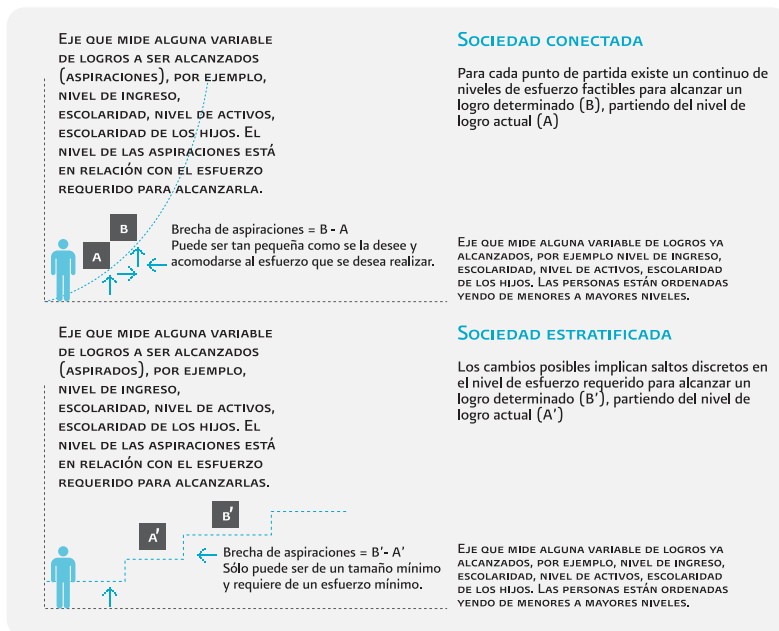 EJE QUE MIDE ALGUNA VARIABLE
DE LOGROS A SER ALCANZADOS
(ASPIRACIONES), POR EJEMPLO,
NIVEL DE INGRESO,
ESCOLARIDAD, NIVEL DE ACTIVOS,
ESCOLARIDAD DE LOS HIJOS. EL
NIVEL DE LAS ASPIRACIONES ESTÁ
EN RELACIÓN CON EL ESFUERZO
REQUERIDO PARA ALCANZARLA.
SOCIEDAD CONECTADA
Para cada punto de partida existe un continuo de
niveles de esfuerzo factibles para alcanzar un
logro determinado (B), partiendo del nivel de
logro actual (A)
B
A
Brecha de aspiraciones = B - A
Puede ser tan pequeña como se la desee y
acomodarse al esfuerzo que se desea realizar.
EJE QUE MIDE ALGUNA VARIABLE DE LOGROS YA
ALCANZADOS, POR EJEMPLO NIVEL DE INGRESO,
ESCOLARIDAD, NIVEL DE ACTIVOS, ESCOLARIDAD
DE LOS HIJOS. LAS PERSONAS ESTÁN ORDENADAS
YENDO DE MENORES A MAYORES NIVELES.
EJE QUE MIDE ALGUNA VARIABLE
DE LOGROS A SER ALCANZADOS
(ASPIRADOS), POR EJEMPLO,
NIVEL DE INGRESO,
ESCOLARIDAD, NIVEL DE ACTIVOS,
ESCOLARIDAD DE LOS HIJOS. EL
NIVEL DE LAS ASPIRACIONES ESTÁ
EN RELACIÓN CON EL ESFUERZO
REQUERIDO PARA ALCANZARLAS.
SOCIEDAD ESTRATIFICADA
Los cambios posibles implican saltos discretos en
el nivel de esfuerzo requerido para alcanzar un
logro determinado (B'), partiendo del nivel de
logro actual (A')
B'
A'
Brecha de aspiraciones = B'- A'
Sólo puede ser de un tamaño mínimo
y requiere de un esfuerzo mínimo.
EJE QUE MIDE ALGUNA VARIABLE DE LOGROS YA
ALCANZADOS, POR EJEMPLO, NIVEL DE INGRESO,
ESCOLARIDAD, NIVEL DE ACTIVOS, ESCOLARIDAD
DE LOS HIJOS. LAS PERSONAS ESTÁN ORDENADAS
YENDO DE MENORES A MAYORES NIVELES.